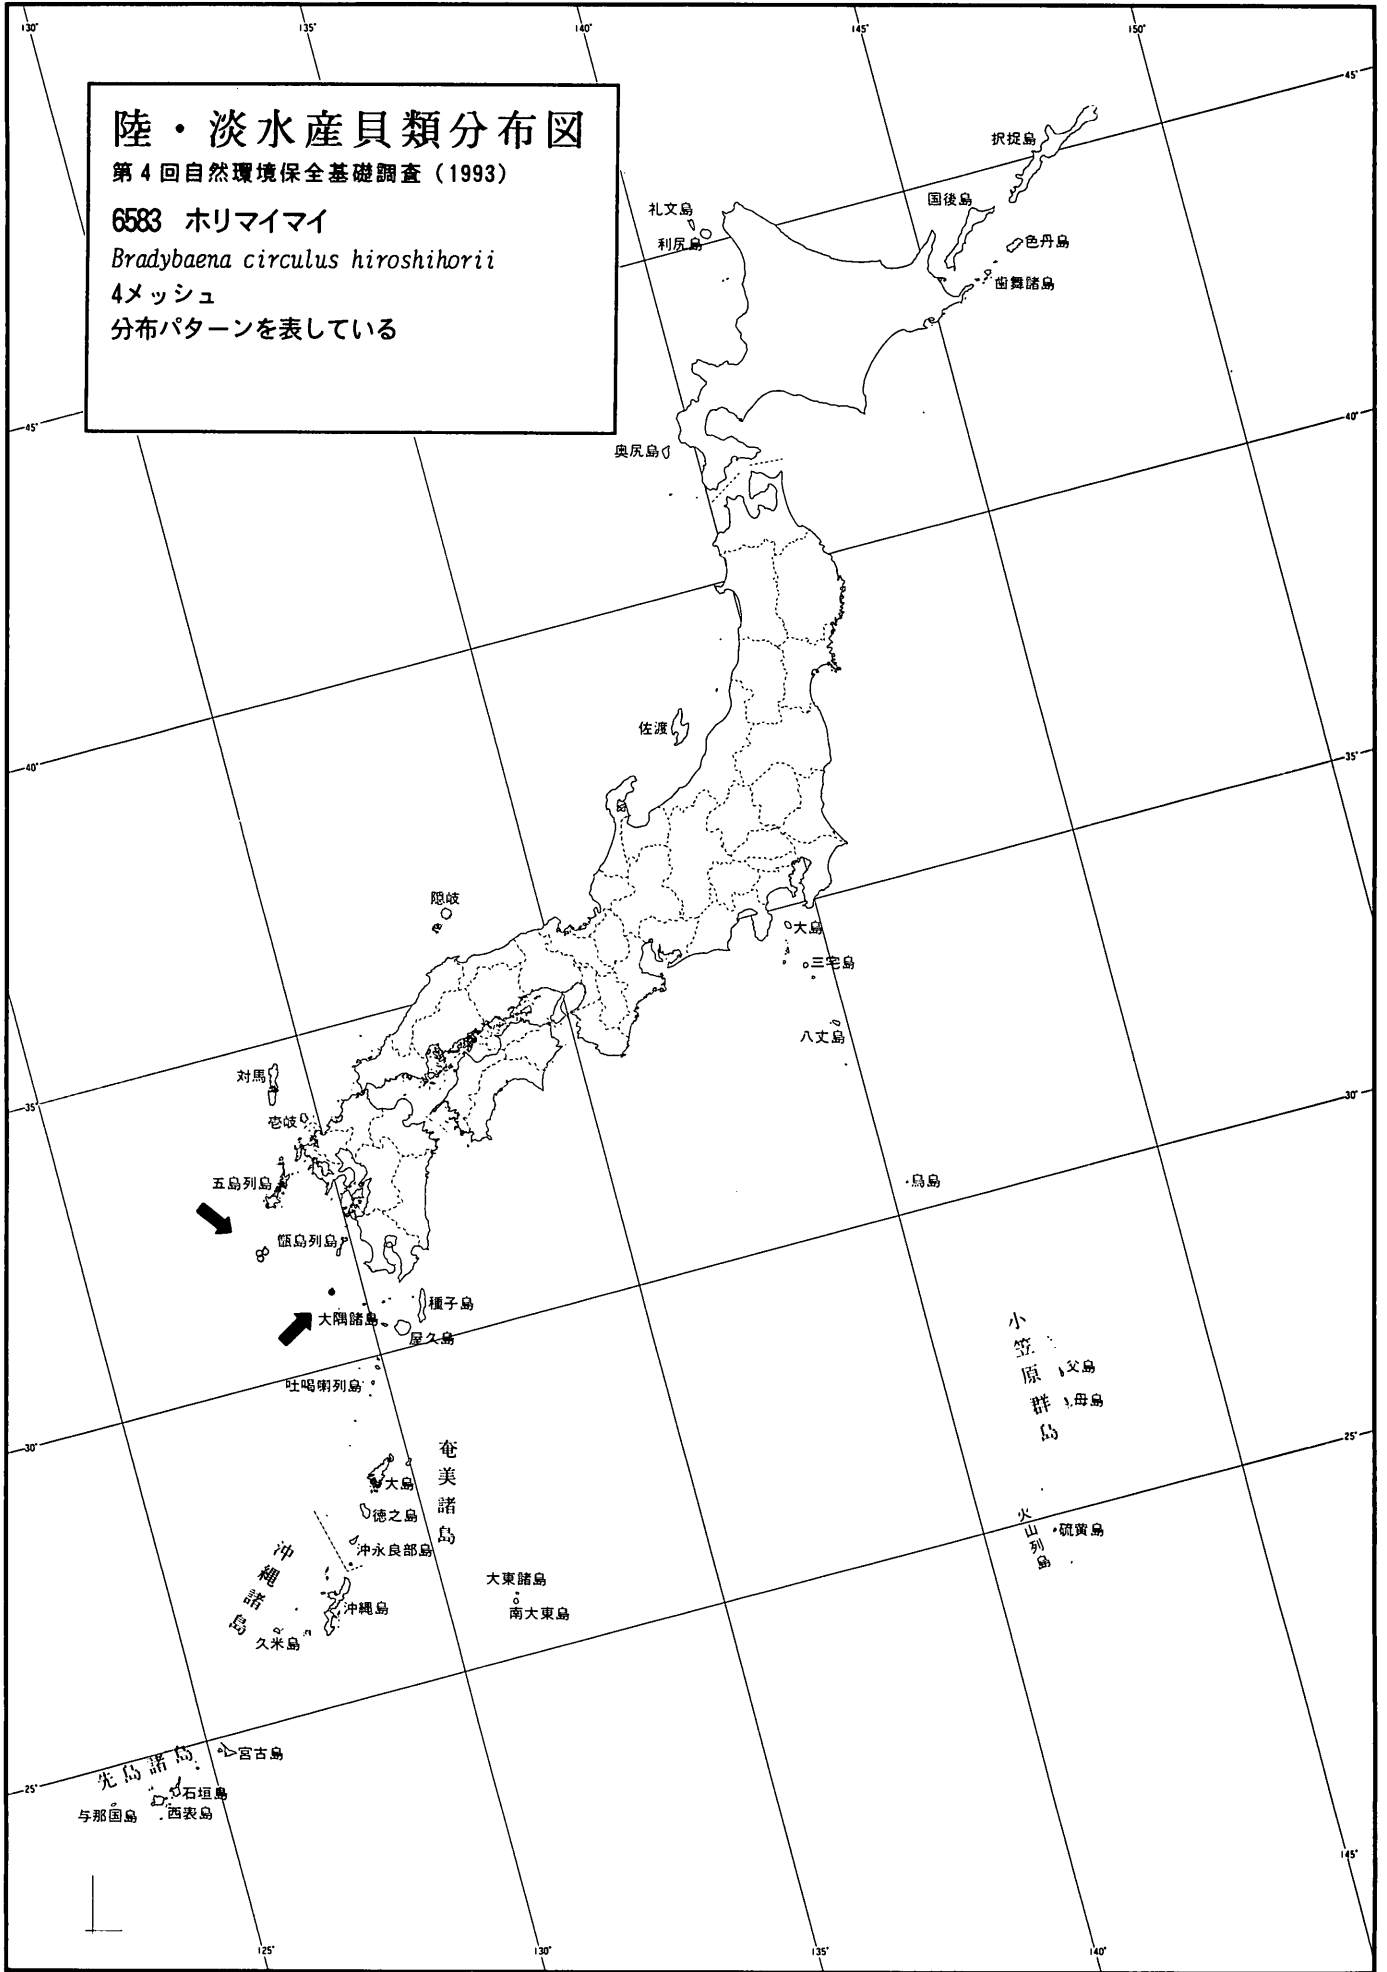 130°
135°
140°
145°
150°
陸・淡水産貝類分布図
第4回自然環境保全基礎調査（1993）
6583 ホリマイマイ
Bradybaena circulus hiroshihorii
4メッシュ
分布パターンを表している
45°
択捉島
国後島
礼文島
利尻島
色丹島
歯舞諸島
40°
45°
奥尻島
佐渡
35°
40°
隠岐
大島
三宅島
八丈島
対馬
35°
壱岐
30°
五島列島
鳥島
甑島列島
種子島
大隅諸島
屋久島
小笠原群島
父島
母島
吐噶喇列島
25°
30°
奄美諸島
大島
徳之島
火山列島
硫黄島
沖縄諸島
沖永良部島
大東諸島
南大東島
沖縄島
久米島
先島諸島
宮古島
25°
石垣島
与那国島
西表島
145°
125°
130°
135°
140°